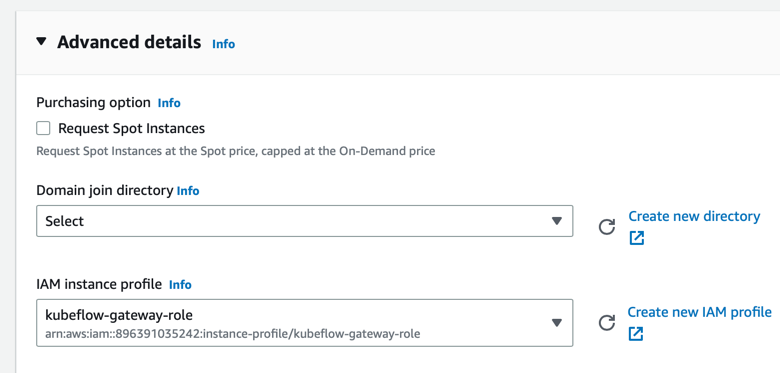 Advanced details Info
Purchasing option Info
Request Spot Instances
Request Spot Instances at the Spot price, capped at the On-Demand price
Domain join directory Info
Select
Create new directory
IAM instance profile Info
kubeflow-gateway-role
arn:aws:iam::896391035242:instance-profile/kubeflow-gateway-role
Create new IAM profile